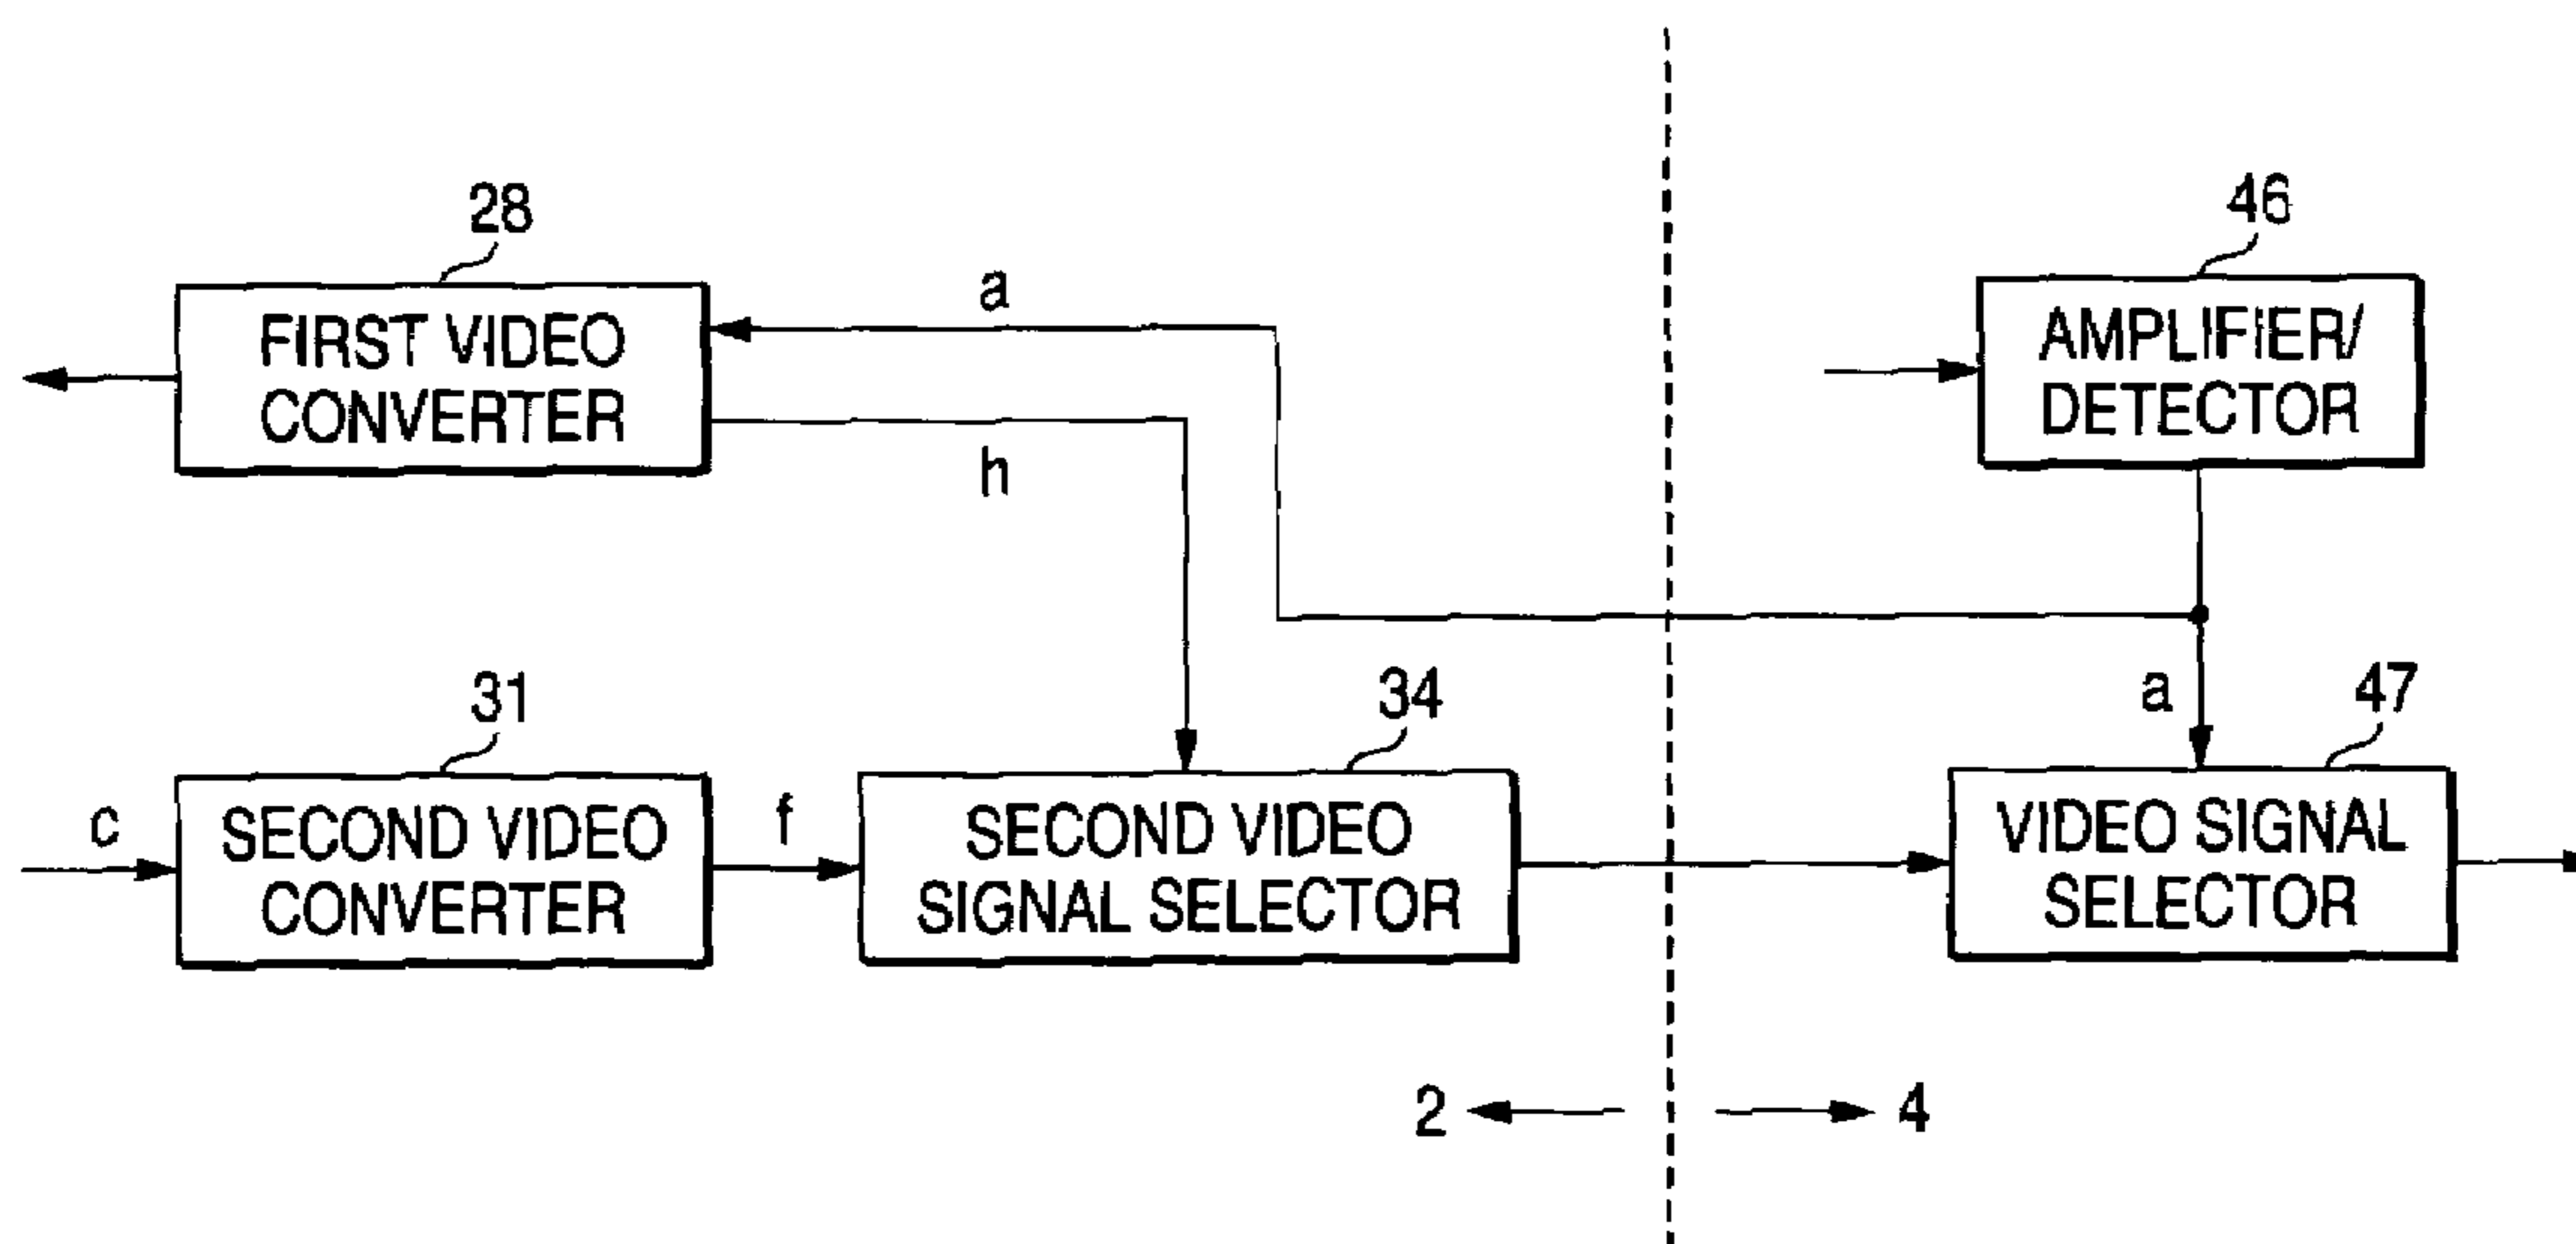 28
46
a
FIRST VIDEO
CONVERTER
AMPLIFIER/
DETECTOR
h
31
34
a
47
c
SECOND VIDEO
CONVERTER
f
SECOND VIDEO
SIGNAL SELECTOR
VIDEO SIGNAL
SELECTOR
2
4